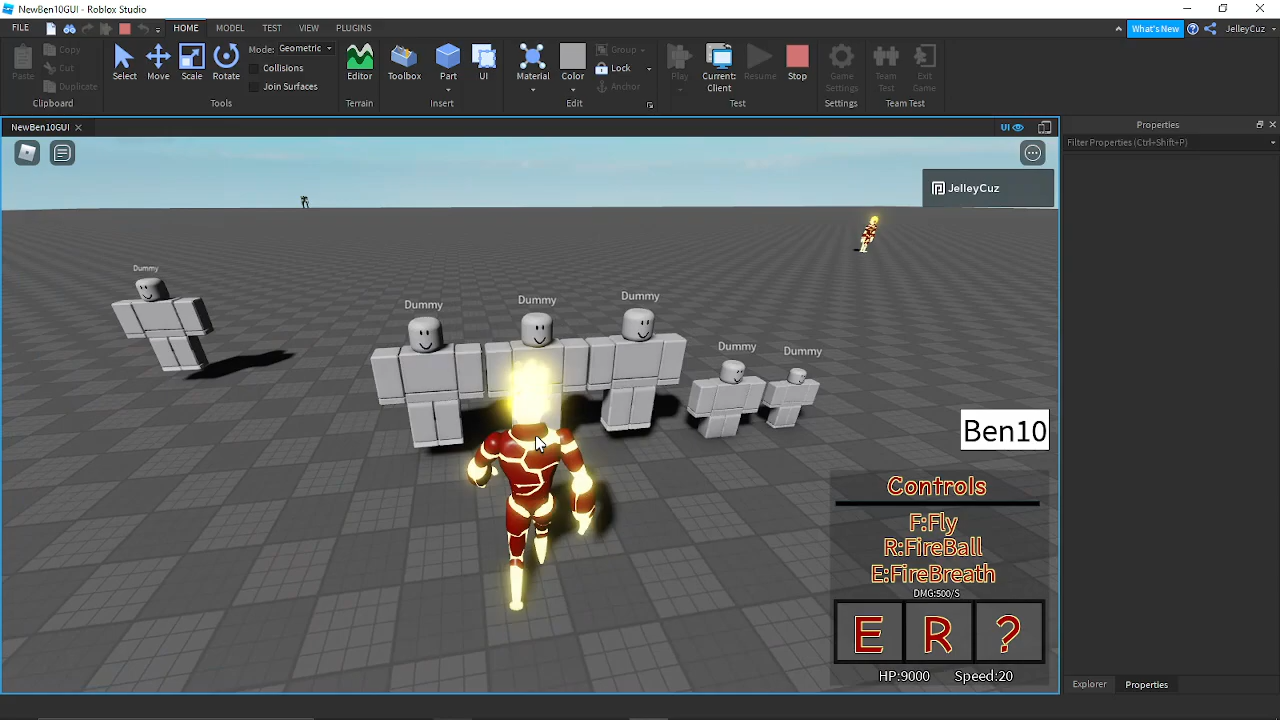 NewBen10GUI - Roblox Studio
FILE
HOME MODEL TEST VIEW PLUGINS
What's New JelleyCuz
Paste Copy Cut Duplicate
Clipboard
Select Move Scale Rotate
Mode: Geometric
Collisions
Join Surfaces
Tools
Editor
Terrain
Toolbox Part UI
Insert
Material Color
Group
Lock
Anchor
Edit
Play Current: Client Resume Stop
Test
Game Settings
Settings
Team Test Exit Game
Team Test
NewBen10GUI
UI
Properties
Filter Properties (Ctrl+Shift+P)
JelleyCuz
Dummy
Dummy
Dummy
Dummy
Dummy
Dummy
Ben10
Controls
F:Fly
R:FireBall
E:FireBreath
DMG:500/S
E R ?
HP:9000 Speed:20
Explorer Properties